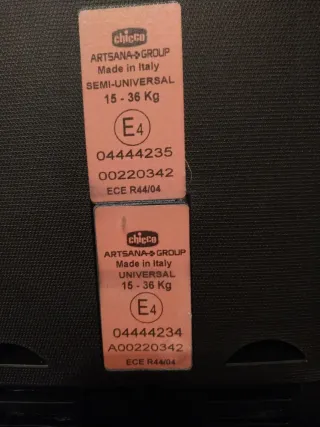 chicco
ARTSANA GROUP
Made in Italy
SEMI-UNIVERSAL
15 - 36 Kg
E4
04444235
00220342
ECE R44/04
chicco
ARTSANA GROUP
Made in Italy
UNIVERSAL
15 - 36 Kg
E4
04444234
A00220342
ECE R44/04